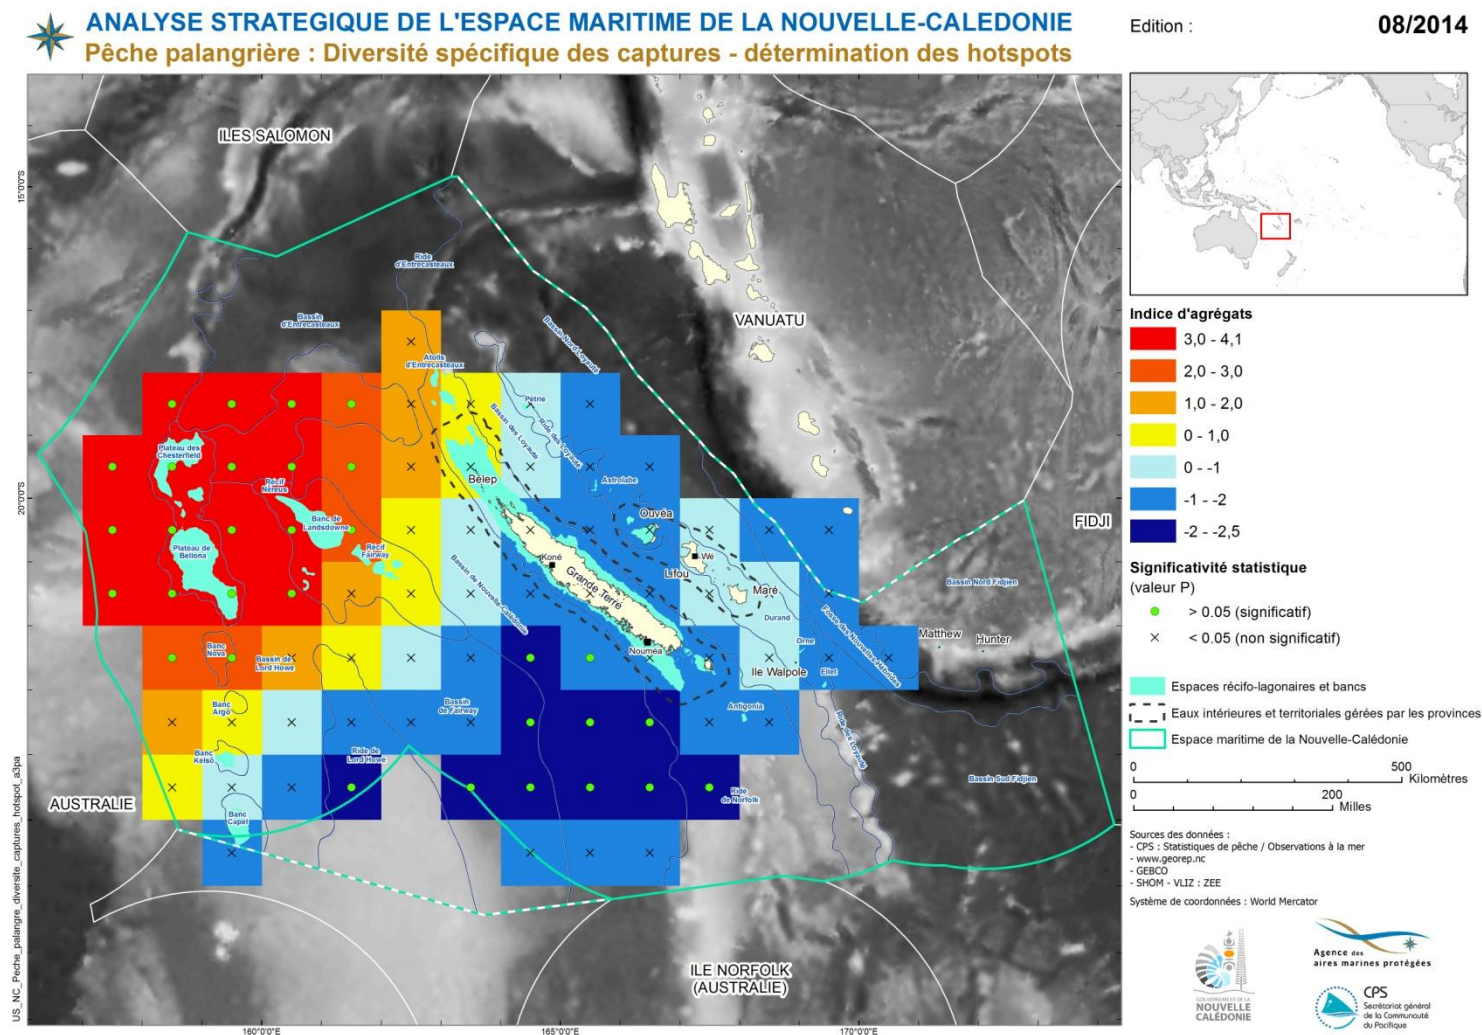 ANALYSE STRATEGIQUE DE L'ESPACE MARITIME DE LA NOUVELLE-CALEDONIE
Pêche palangrière : Diversité spécifique des captures - détermination des hotspots
Edition :
08/2014
ILES SALOMON
VANUATU
FIDJI
AUSTRALIE
ILE NORFOLK
(AUSTRALIE)
15°0'0"S
20°0'0"S
160°0'0"E
165°0'0"E
170°0'0"E
Ride
d'Entrecasteaux
Bassin
d'Entrecasteaux
Atolls
d'Entrecasteaux
Bassin Nord Loyauté
Pétrie
Bassin des Loyauté
Ride des Loyauté
Plateau des
Chesterfield
Récif
Néreus
Bélep
Astrolabe
Banc de
Landsdowne
Ouvéa
Plateau de
Bellona
Récif
Fairway
Koné
Wé
Lifou
Grande Terre
Bassin de Nouvelle-Calédonie
Maré
Bassin Nord Fidjien
Durand
Fosse des Nouvelles-Hébrides
Matthew
Hunter
Orne
Banc
Nova
Bassin de
Lord Howe
Nouméa
Ile Walpole
Ellet
Banc
Argo
Bassin
de Fairway
Antigonia
Ride des Loyauté
Banc
Kelso
Ride de
Lord Howe
Bassin Sud Fidjien
Ride
de Norfolk
Banc
Capel
US_NC_Peche_palangre_diversite_captures_hotspot_a3pa
Indice d'agrégats
3,0 - 4,1
2,0 - 3,0
1,0 - 2,0
0 - 1,0
0 - -1
-1 - -2
-2 - -2,5
Significativité statistique
(valeur P)
> 0.05 (significatif)
< 0.05 (non significatif)
Espaces récifo-lagonaires et bancs
Eaux intérieures et territoriales gérées par les provinces
Espace maritime de la Nouvelle-Calédonie
0 500
Kilomètres
0 200
Milles
Sources des données :
- CPS : Statistiques de pêche / Observations à la mer
- www.georep.nc
- GEBCO
- SHOM - VLIZ : ZEE
Système de coordonnées : World Mercator
GOUVERNEMENT DE LA
NOUVELLE
CALÉDONIE
Agence des
aires marines protégées
CPS
Secrétariat général
de la Communauté
du Pacifique